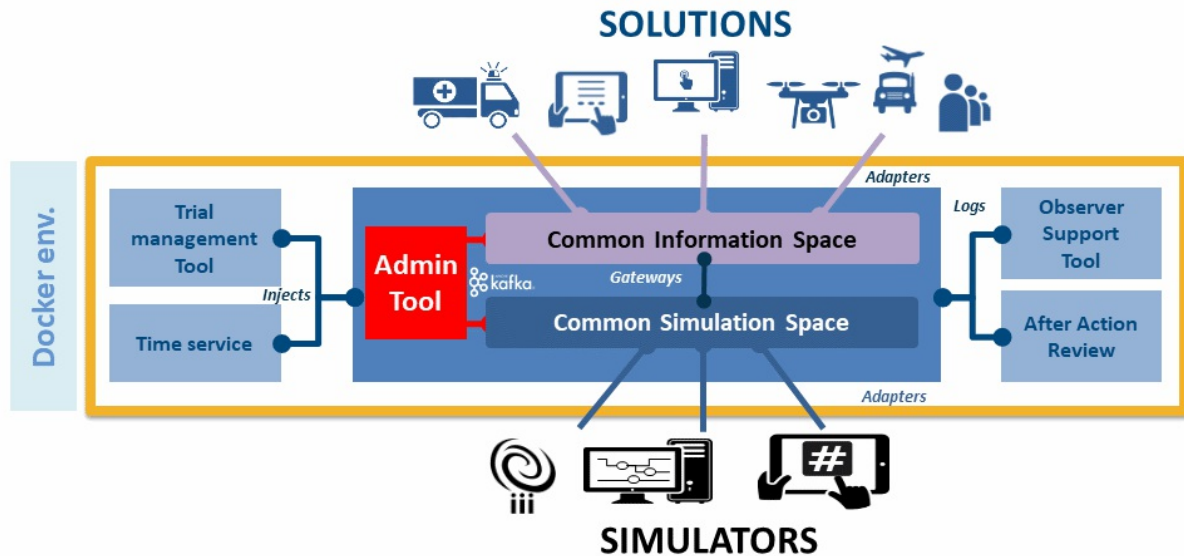 SOLUTIONS
Docker env.
Adapters
Trial
management
Tool
Injects
Time service
Admin
Tool
kafka
Common Information Space
Gateways
Common Simulation Space
Logs
Observer
Support
Tool
After Action
Review
Adapters
#
iii
SIMULATORS